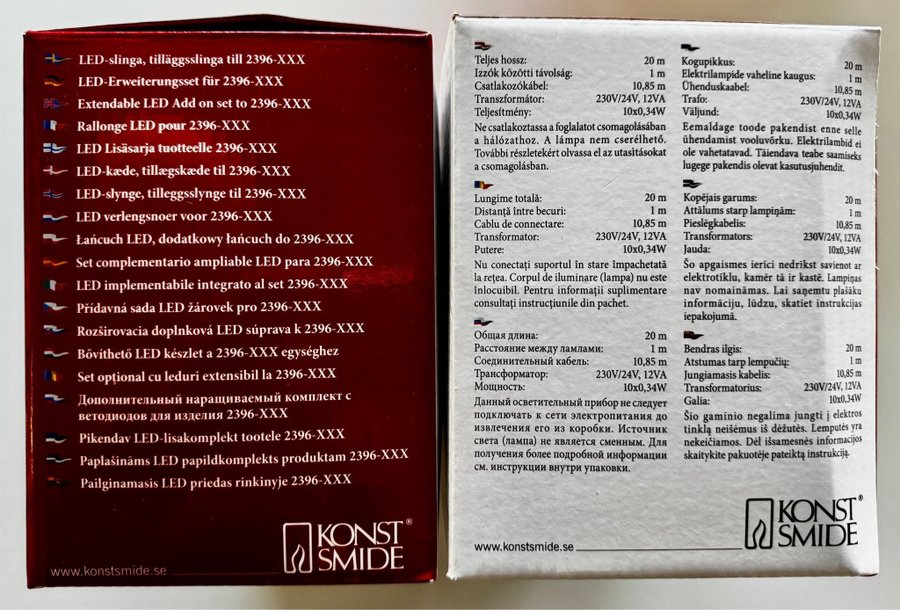 LED-slinga, tilläggsslinga till 2396-XXX
LED-Erweiterungsset für 2396-XXX
Extendable LED Add on set to 2396-XXX
Rallonge LED pour 2396-XXX
LED Lisäsarja tuotteelle 2396-XXX
LED-kæde, tillægskæde til 2396-XXX
LED-slynge, tilleggsslynge til 2396-XXX
LED verlengsnoer voor 2396-XXX
Łańcuch LED, dodatkowy łańcuch do 2396-XXX
Set complementario ampliable LED para 2396-XXX
LED implementabile integrato al set 2396-XXX
Přídavná sada LED žárovek pro 2396-XXX
Rozširovacia doplnková LED súprava k 2396-XXX
Bővíthető LED készlet a 2396-XXX egységhez
Set opțional cu leduri extensibil la 2396-XXX
Дополнительный наращиваемый комплект с
ветодиодов для изделия 2396-XXX
Pikendav LED-lisakomplekt tootele 2396-XXX
Paplašināms LED papildkomplekts produktam 2396-XXX
Pailginamasis LED priedas rinkinyje 2396-XXX
www.konstsmide.se
KONST
SMIDE
Teljes hossz: 20 m
Izzók közötti távolság: 1 m
Csatlakozókábel: 10,85 m
Transzformátor: 230V/24V, 12VA
Teljesítmény: 10x0,34W
Ne csatlakoztassa a foglalatot csomagolásában
a hálózathoz. A lámpa nem cserélhető.
További részletekért olvassa el az utasításokat
a csomagolásban.
Lungime totală: 20 m
Distanță între becuri: 1 m
Cablu de connectare: 10,85 m
Transformator: 230V/24V, 12VA
Putere: 10x0,34W
Nu conectați suportul în stare împachetată
la rețea. Corpul de iluminare (lampa) nu este
înlocuibil. Pentru informații suplimentare
consultați instrucțiunile din pachet.
Общая длина: 20 m
Расстояние между лампами: 1 m
Соединительный кабель: 10,85 m
Трансформатор: 230V/24V, 12VA
Мощность: 10x0,34W
Данный осветительный прибор не следует
подключать к сети электропитания до
извлечения его из коробки. Источник
света (лампа) не является сменным. Для
получения более подробной информации
см. инструкции внутри упаковки.
Kogupikkus: 20 m
Elektrilampide vaheline kaugus: 1 m
Ühenduskaabel: 10,85 m
Trafo: 230V/24V, 12VA
Väljund: 10x0,34W
Eemaldage toode pakendist enne selle
ühendamist vooluvõrku. Elektrilambid ei
ole vahetatavad. Täiendava teabe saamiseks
lugege pakendis olevat kasutusjuhendit.
Kopējais garums: 20 m
Attālums starp lampiņām: 1 m
Pieslēgkabelis: 10,85 m
Transformators: 230V/24V, 12VA
Jauda: 10x0,34W
Šo apgaismes ierīci nedrīkst savienot ar
elektrotīklu, kamēr tā ir kastē. Lampiņas
nav nomaināmas. Lai saņemtu plašāku
informāciju, lūdzu, skatiet instrukcijas
iepakojumā.
Bendras ilgis: 20 m
Atstumas tarp lempučių: 1 m
Jungiamasis kabelis: 10,85 m
Transformatorius: 230V/24V, 12VA
Galia: 10x0,34W
Šio gaminio negalima jungti į elektros
tinklą neišėmus iš dėžutės. Lemputės yra
nekeičiamos. Dėl išsamesnės informacijos
skaitykite pakuotėje pateiktą instrukciją.
www.konstsmide.se
KONST
SMIDE